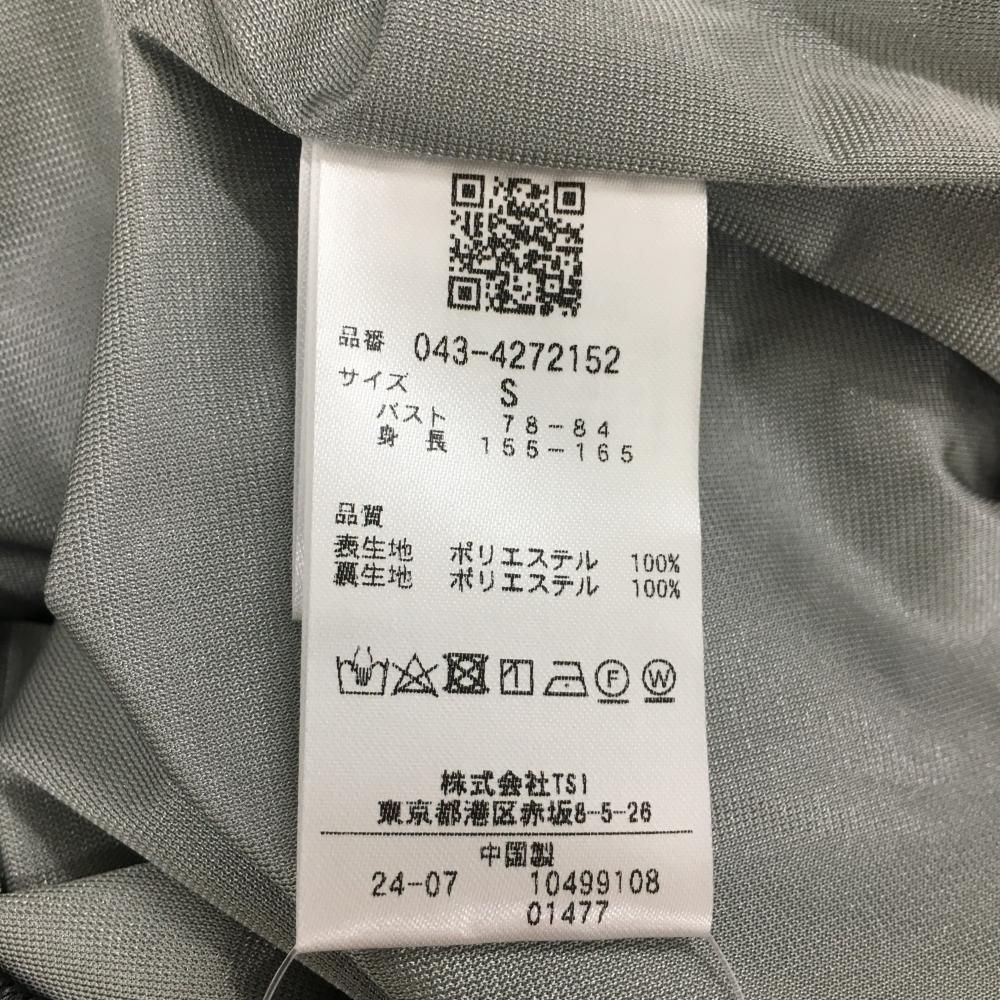 品番 043-4272152
サイズ S
バスト 78-84
身長 155-165
品質
表生地 ポリエステル 100%
裏生地 ポリエステル 100%
F W
株式会社TSI
東京都港区赤坂8-5-26
中国製
24-07 10499108
01477